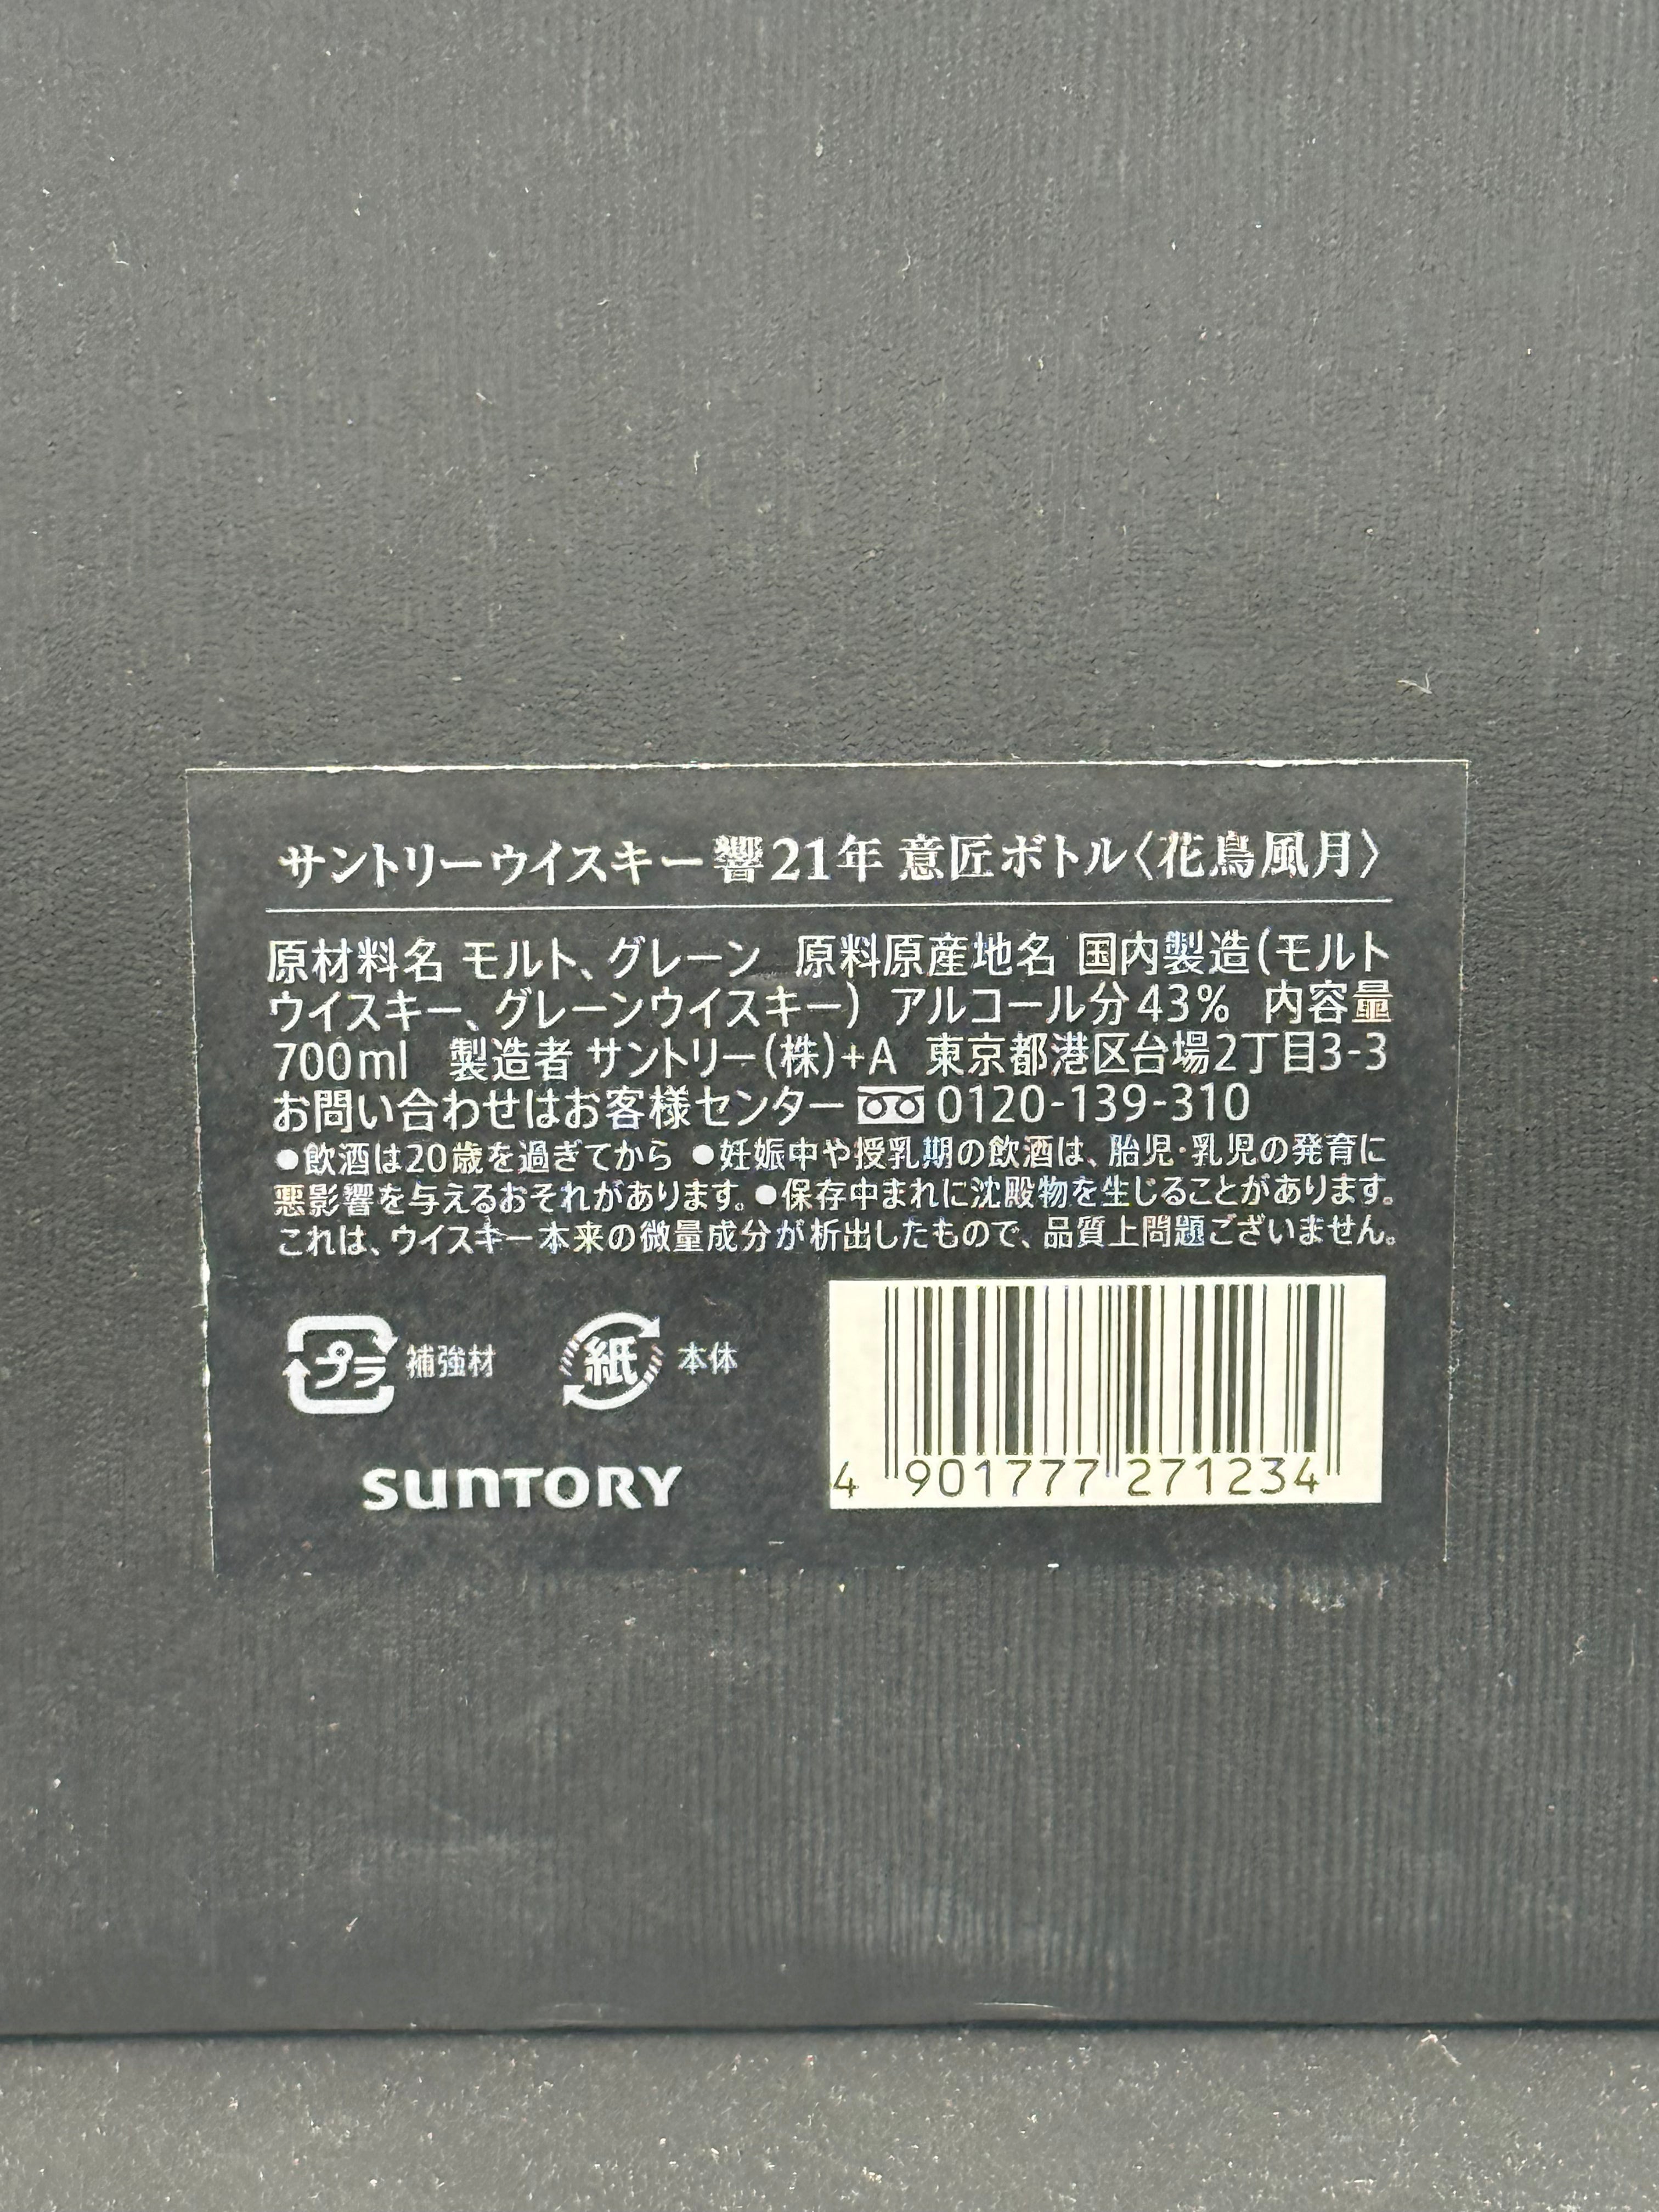 サントリーウイスキー 響21年 意匠ボトル〈花鳥風月〉
原材料名 モルト、グレーン 原料原産地名 国内製造(モルト
ウイスキー、グレーンウイスキー) アルコール分43% 内容量
700ml 製造者 サントリー(株)+A 東京都港区台場2丁目3-3
お問い合わせはお客様センター 0120-139-310
●飲酒は20歳を過ぎてから ●妊娠中や授乳期の飲酒は、胎児・乳児の発育に
悪影響を与えるおそれがあります。●保存中まれに沈殿物を生じることがあります。
これは、ウイスキー本来の微量成分が析出したもので、品質上問題ございません。
プラ 補強材 紙 本体
SUNTORY
4 901777 271234